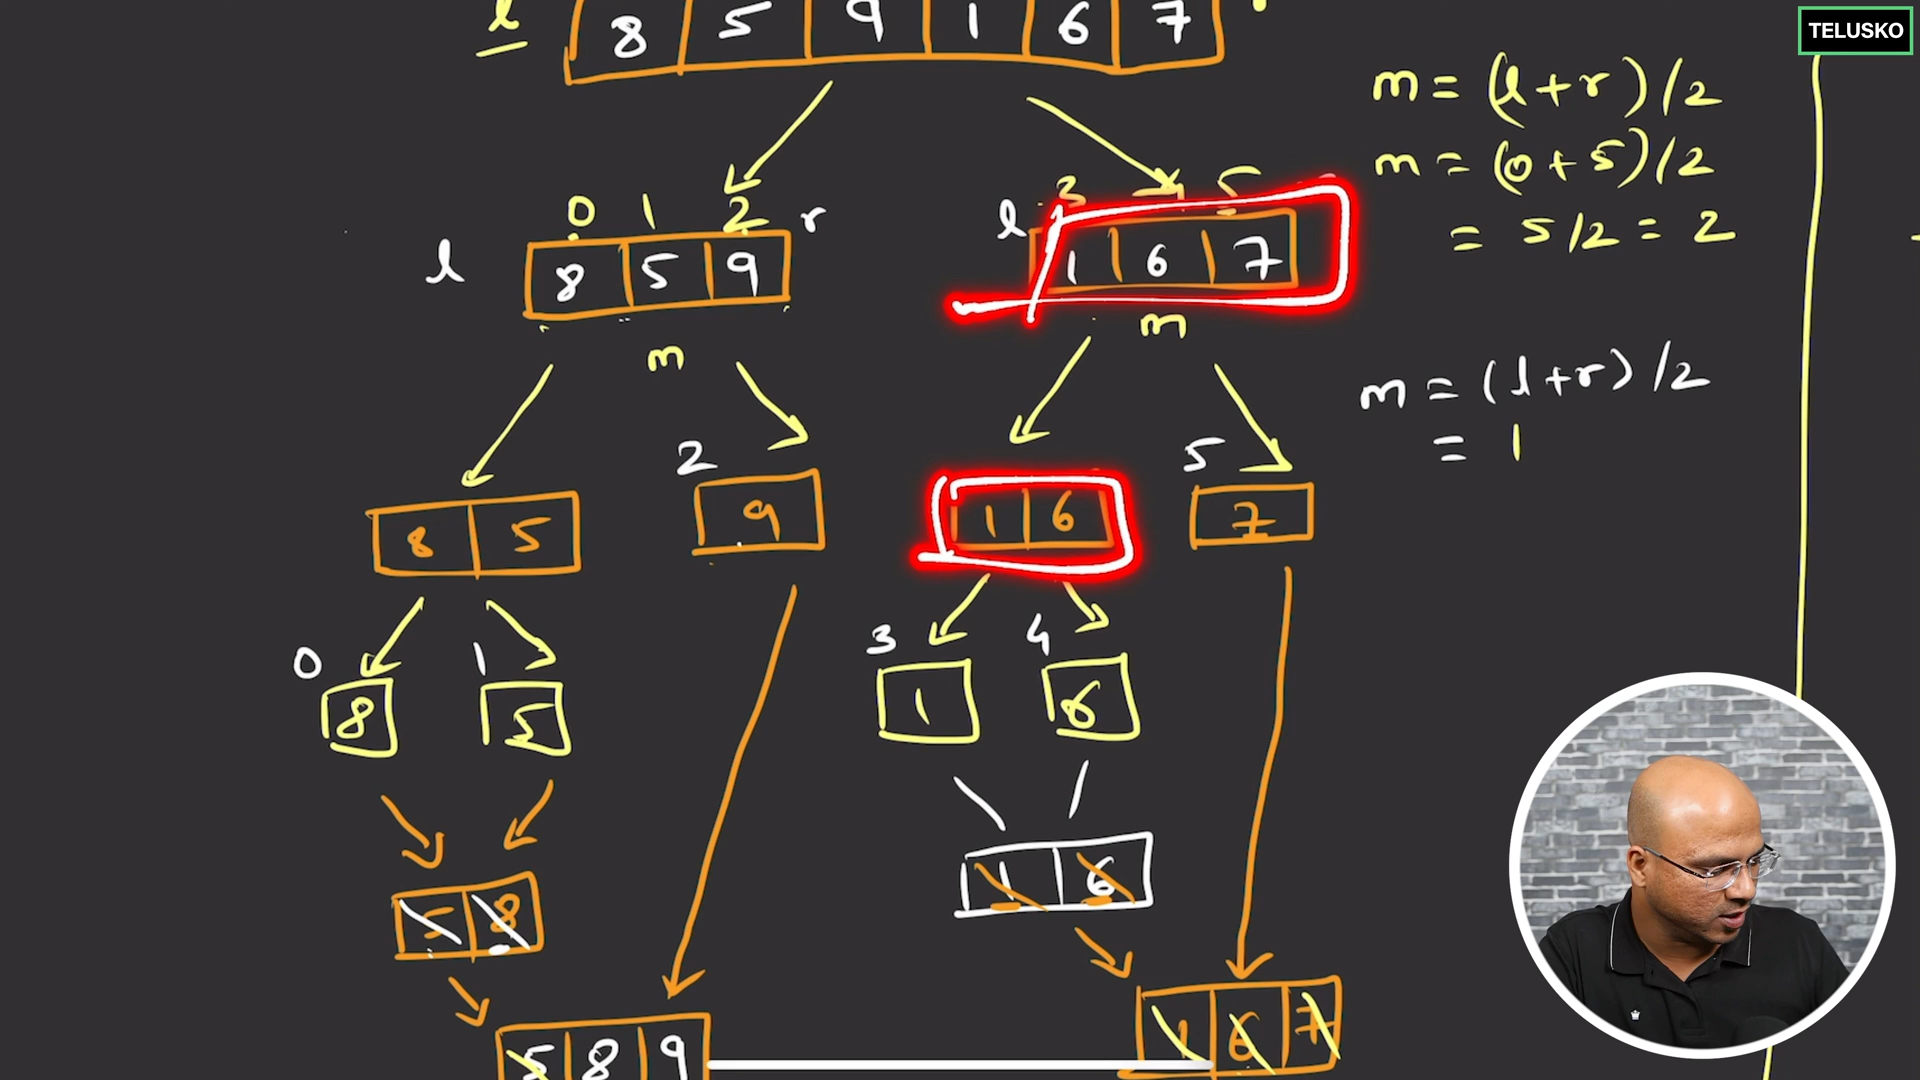 TELUSKO
l 8 5 9 1 6 7
m = (l+r)/2
m = (0+5)/2
= 5/2 = 2
0 1 2 r
l 8 5 9
m
3 4 5
l 1 6 7
m
m = (l+r)/2
= 1
8 5
2
9
1 6
5
7
0 1
8 5
3 4
1 6
5 8
1 6
5 8 9
1 6 7